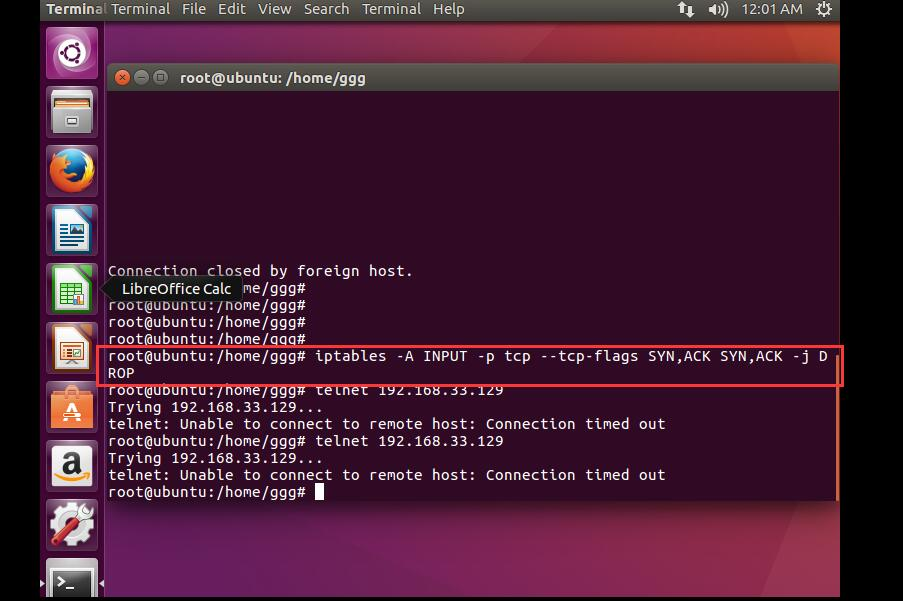 Terminal Terminal File Edit View Search Terminal Help 12:01 AM
root@ubuntu: /home/ggg
Connection closed by foreign host.
LibreOffice Calc
me/ggg#
root@ubuntu:/home/ggg#
root@ubuntu:/home/ggg#
root@ubuntu:/home/ggg#
root@ubuntu:/home/ggg# iptables -A INPUT -p tcp --tcp-flags SYN,ACK SYN,ACK -j D
ROP
root@ubuntu:/home/ggg# telnet 192.168.33.129
Trying 192.168.33.129...
telnet: Unable to connect to remote host: Connection timed out
root@ubuntu:/home/ggg# telnet 192.168.33.129
Trying 192.168.33.129...
telnet: Unable to connect to remote host: Connection timed out
root@ubuntu:/home/ggg#